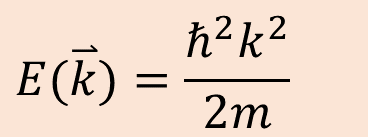 E(k⃗) = ħ²k² / 2m